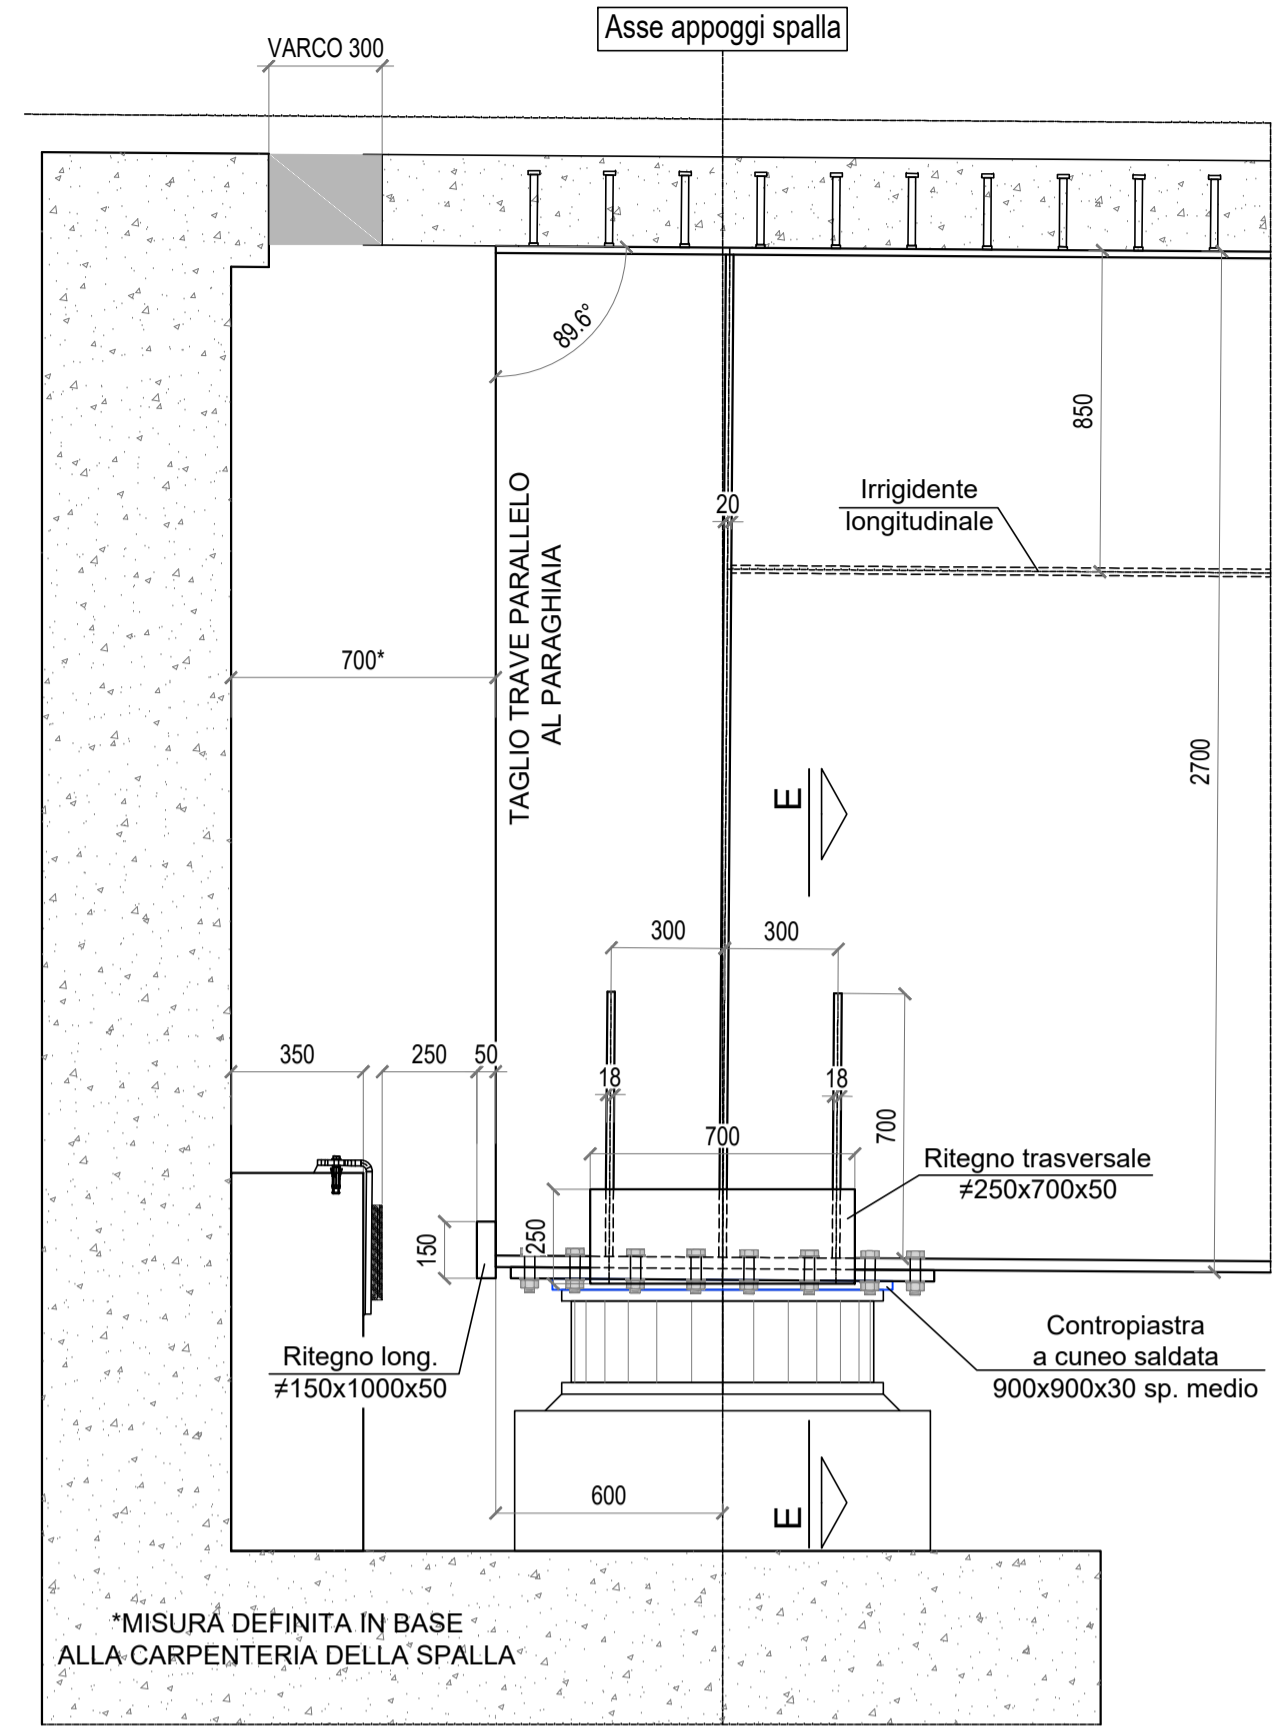 Asse appoggi spalla
VARCO 300
89.6°
850
TAGLIO TRAVE PARALLELO
AL PARAGHIAIA
20
Irrigidente
longitudinale
700*
2700
E
300
300
350
250
50
18
18
700
700
Ritegno trasversale
≠250x700x50
150
250
Ritegno long.
≠150x1000x50
Contropiastra
a cuneo saldata
900x900x30 sp. medio
600
E
*MISURA DEFINITA IN BASE
ALLA CARPENTERIA DELLA SPALLA